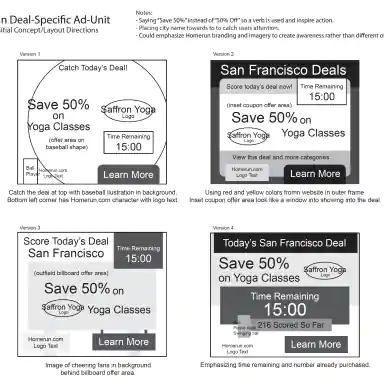 n Deal-Specific Ad-Unit
sitial Concept/Layout Directions
Notes:
- Saying "Save 50%" instead of "50% Off" so a verb is used and inspire action.
- Placing city name towards to catch users attention.
- Could emphasize Homerun branding and imagery to create awareness rather than different o
Version 1
Catch Today's Deal!
Save 50%
on
Yoga Classes
Saffron Yoga
Logo
(offer area on
baseball shape)
Time Remaining
15:00
Ball
Player
Homerun.com
Logo Text
Learn More
Catch the deal at top with baseball illustration in background.
Bottom left corner has Homerun.com character with logo text.
Version 2
San Francisco Deals
Score today's deal now!
(inset coupon offer area)
Time Remaining
15:00
Save 50%
on
Yoga Classes
Saffron Yoga
Logo
View this deal and more categories
Homerun.com
Logo Text
Learn More
Using red and yellow colors fromm website in outer frame
Inset coupon offer area look like a window into showing into the deal
Version 3
Score Today's Deal
San Francisco
Time Remaining
15:00
(outfield billboard offer area)
Save 50% on
Saffron Yoga
Logo
Yoga Classes
Homerun.com
Logo Text
Learn More
Image of cheering fans in background
behind billboard offer area.
Version 4
Today's San Francisco Deal
Save 50%
on Yoga Classes
Saffron Yoga
Logo
Time Remaining
15:00
216 Scored So Far
Homerun.com
Logo Text
Learn More
Emphasizing time remaining and number already purchased.